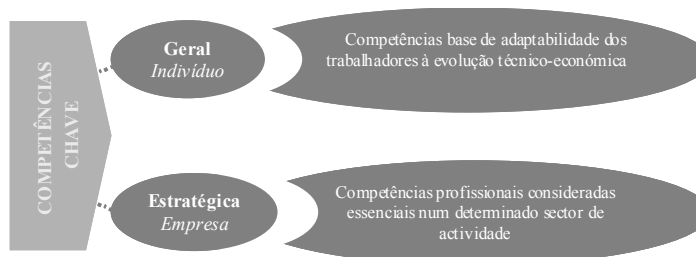 COMPETÊNCIAS
CHAVE
Geral
Indivíduo
Competências base de adaptabilidade dos
trabalhadores à evolução técnico-económica
Estratégica
Empresa
Competências profissionais consideradas
essenciais num determinado sector de
actividade